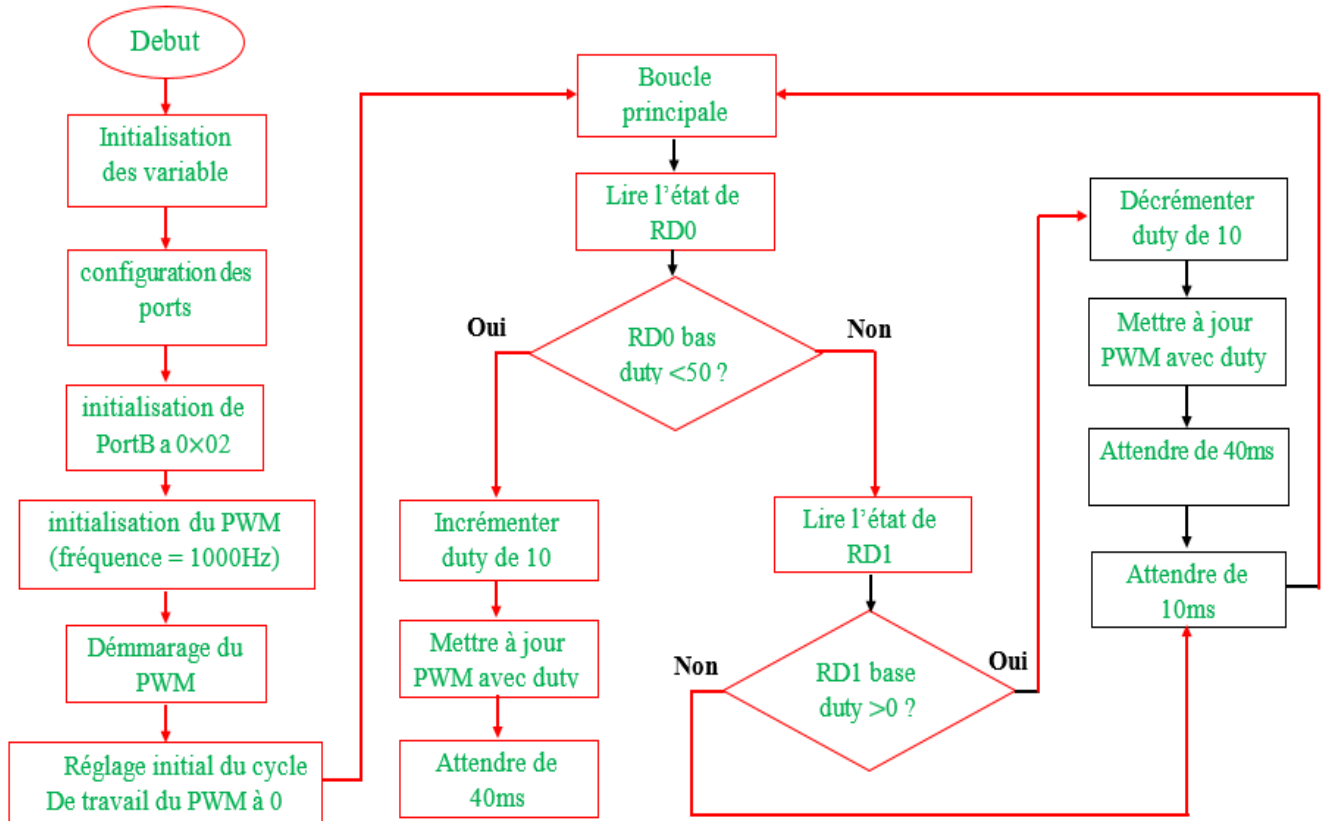 Debut
Initialisation
des variable
configuration des
ports
initialisation de
PortB a 0×02
initialisation du PWM
(fréquence = 1000Hz)
Démmarage du
PWM
Réglage initial du cycle
De travail du PWM à 0
Boucle
principale
Lire l’état de
RD0
Oui
RD0 bas
duty <50 ?
Non
Incrémenter
duty de 10
Mettre à jour
PWM avec duty
Attendre de
40ms
Lire l’état de
RD1
Non
RD1 base
duty >0 ?
Oui
Décrémenter
duty de 10
Mettre à jour
PWM avec duty
Attendre de 40ms
Attendre de
10ms